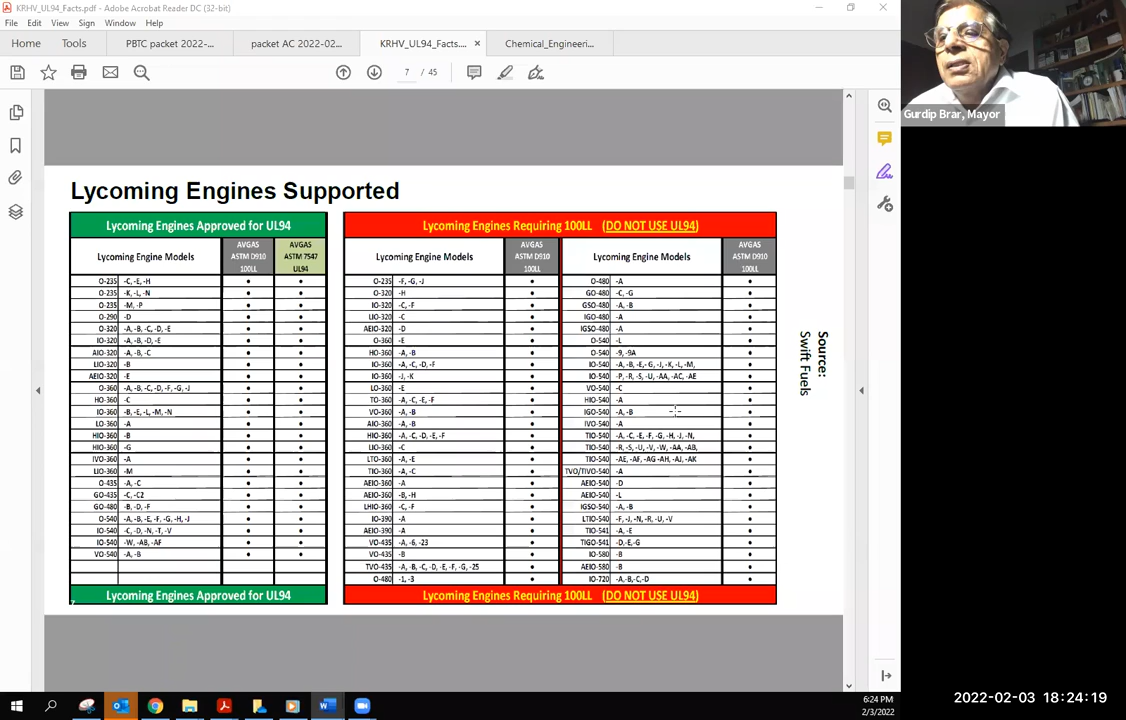 KRHV_UL94_Facts.pdf - Adobe Acrobat Reader DC (32-bit)
File Edit View Sign Window Help
Home Tools PBTC packet 2022-... packet AC 2022-02... KRHV_UL94_Facts.... × Chemical_Engineeri...
7 / 45
Gurdip Brar, Mayor
Lycoming Engines Supported
Lycoming Engines Approved for UL94
Lycoming Engine Models
AVGAS ASTM D910 100LL
AVGAS ASTM 7547 UL94
O-235 -C, -E, -H • •
O-235 -K, -L, -N • •
O-235 -M, -P • •
O-290 -D • •
O-320 -A, -B, -C, -D, -E • •
IO-320 -A, -B, -D, -E • •
AIO-320 -A, -B, -C • •
LIO-320 -B • •
AEIO-320 -E • •
O-360 -A, -B, -C, -D, -F, -G, -J • •
HO-360 -C • •
IO-360 -B, -E, -L, -M, -N • •
LO-360 -A • •
HIO-360 -B • •
HIO-360 -G • •
IVO-360 -A • •
LIO-360 -M • •
O-435 -A, -C • •
GO-435 -C, -C2 • •
GO-480 -B, -D, -F • •
O-540 -A, -B, -E, -F, -G, -H, -J • •
IO-540 -C, -D, -N, -T, -V • •
IO-540 -W, -AB, -AF • •
VO-540 -A, -B • •
Lycoming Engines Approved for UL94
7
Lycoming Engines Requiring 100LL (DO NOT USE UL94)
Lycoming Engine Models
AVGAS ASTM D910 100LL
O-235 -F, -G, -J •
O-320 -H •
IO-320 -C, -F •
LIO-320 -C •
AEIO-320 -D •
O-360 -E •
HO-360 -A, -B •
IO-360 -A, -C, -D, -F •
IO-360 -J, -K •
LO-360 -E •
TO-360 -A, -C, -E, -F •
VO-360 -A, -B •
AIO-360 -A, -B •
HIO-360 -A, -C, -D, -E, -F •
LIO-360 -C •
LTO-360 -A, -E •
TIO-360 -A, -C •
AEIO-360 -A •
AEIO-360 -B, -H •
LHIO-360 -C, -F •
IO-390 -A •
AEIO-390 -A •
VO-435 -A, -6, -23 •
VO-435 -B •
TVO-435 -A, -B, -C, -D, -E, -F, -G, -25 •
O-480 -1, -3 •
Lycoming Engine Models
AVGAS ASTM D910 100LL
O-480 -A •
GO-480 -C, -G •
GSO-480 -A, -B •
IGO-480 -A •
IGSO-480 -A •
O-540 -L •
O-540 -9, -9A •
IO-540 -A, -B, -E, -G, -J, -K, -L, -M, •
IO-540 -P, -R, -S, -U, -AA, -AC, -AE •
VO-540 -C •
HIO-540 -A •
IGO-540 -A, -B •
IVO-540 -A •
TIO-540 -A, -C, -E, -F, -G, -H, -J, -N, •
TIO-540 -R, -S, -U, -V, -W, -AA, -AB, •
TIO-540 -AE, -AF, -AG -AH, -AJ, -AK •
TVO/TIVO-540 -A •
AEIO-540 -D •
AEIO-540 -L •
IGSO-540 -A, -B •
LTIO-540 -F, -J, -N, -R, -U, -V •
TIO-541 -A, -E •
TIGO-541 -D, -E, -G •
IO-580 -B •
AEIO-580 -B •
IO-720 -A, -B, -C, -D •
Lycoming Engines Requiring 100LL (DO NOT USE UL94)
Source:
Swift Fuels
6:24 PM
2/3/2022
2022-02-03 18:24:19